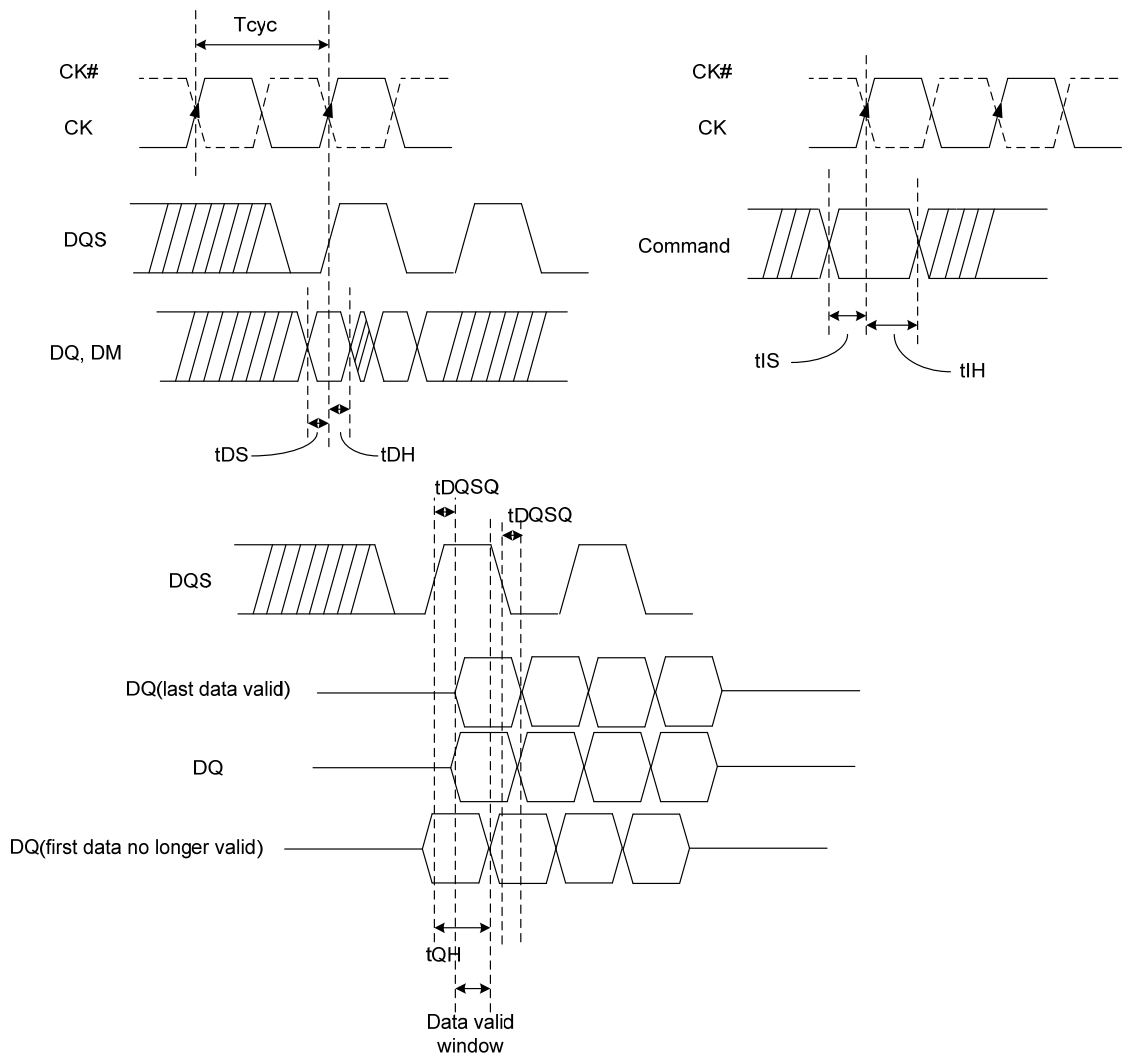 Tcyc
CK#
CK
DQS
DQ, DM
tDS
tDH
CK#
CK
Command
tIS
tIH
tDQSQ
tDQSQ
DQS
DQ(last data valid)
DQ
DQ(first data no longer valid)
tQH
Data valid
window